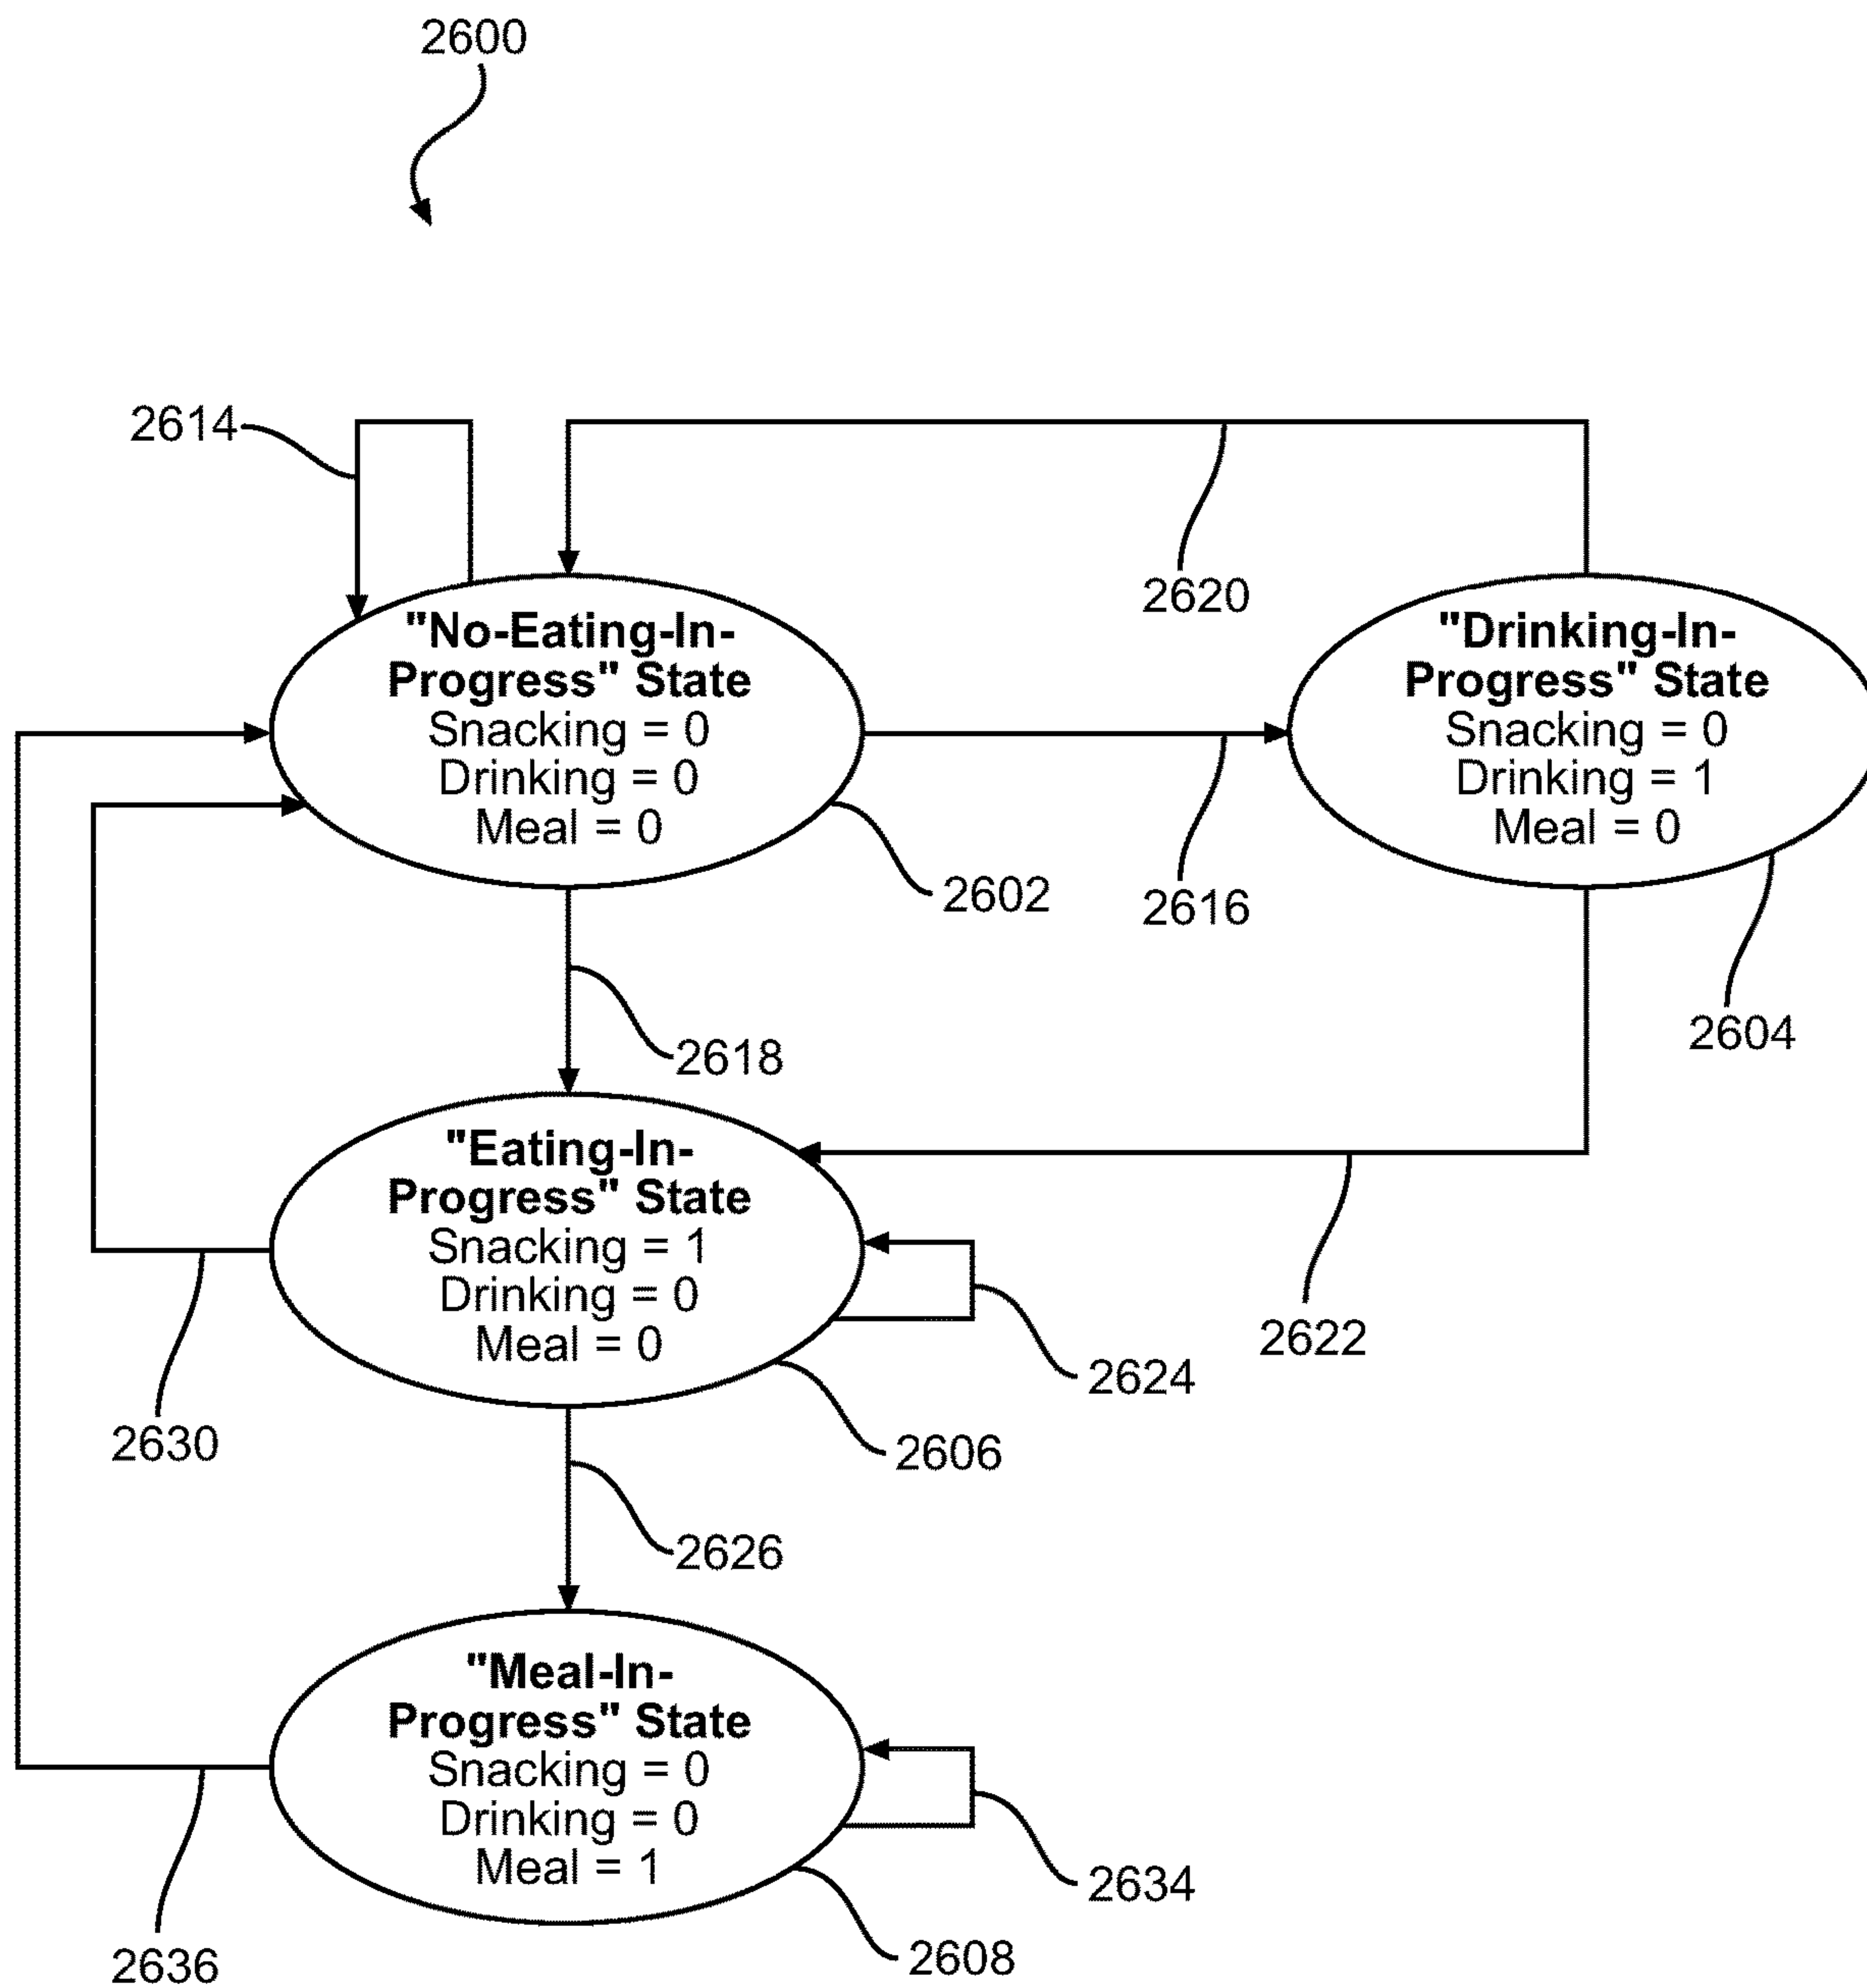 2600
2614
2620
"No-Eating-In-
Progress" State
Snacking = 0
Drinking = 0
Meal = 0
"Drinking-In-
Progress" State
Snacking = 0
Drinking = 1
Meal = 0
2602
2616
2604
2618
"Eating-In-
Progress" State
Snacking = 1
Drinking = 0
Meal = 0
2622
2624
2630
2606
2626
"Meal-In-
Progress" State
Snacking = 0
Drinking = 0
Meal = 1
2634
2636
2608